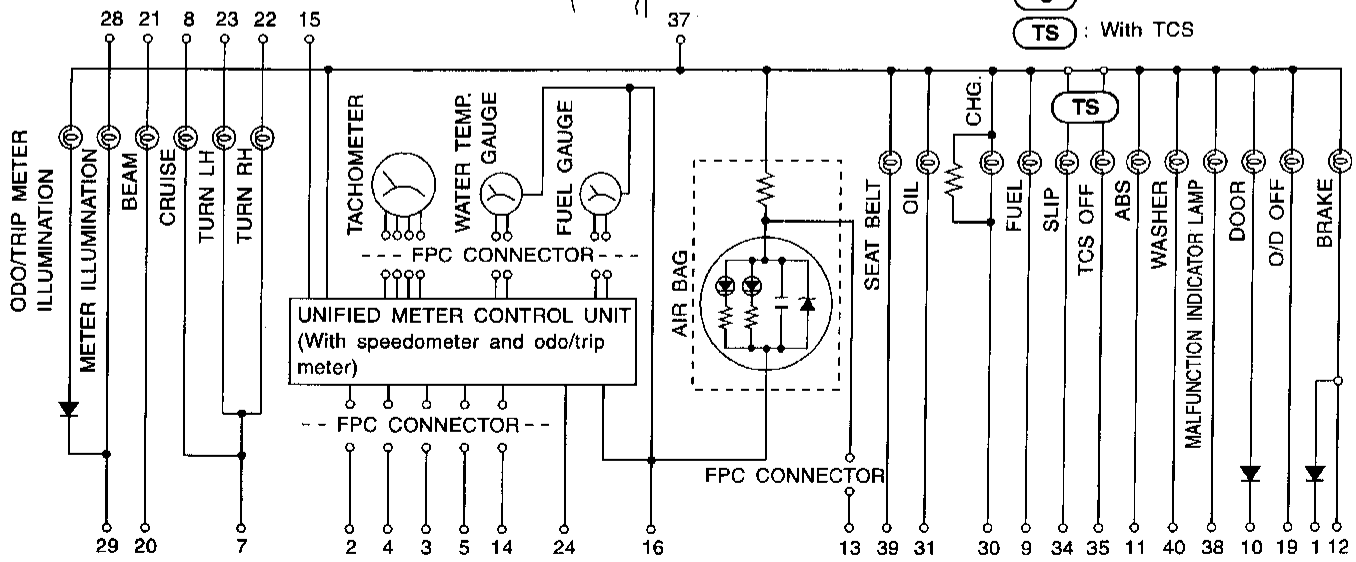 TS : With TCS
28 21 8 23 22 15 37
TS
ODO/TRIP METER
ILLUMINATION
METER ILLUMINATION
BEAM
CRUISE
TURN LH
TURN RH
TACHOMETER
WATER TEMP.
GAUGE
FUEL GAUGE
-- FPC CONNECTOR ---
UNIFIED METER CONTROL UNIT
(With speedometer and odo/trip
meter)
-- FPC CONNECTOR --
AIR BAG
FPC CONNECTOR
SEAT BELT
OIL
CHG.
FUEL
SLIP
TCS OFF
ABS
WASHER
MALFUNCTION INDICATOR LAMP
DOOR
O/D OFF
BRAKE
29 20 7 2 4 3 5 14 24 16 13 39 31 30 9 34 35 11 40 38 10 19 1 12